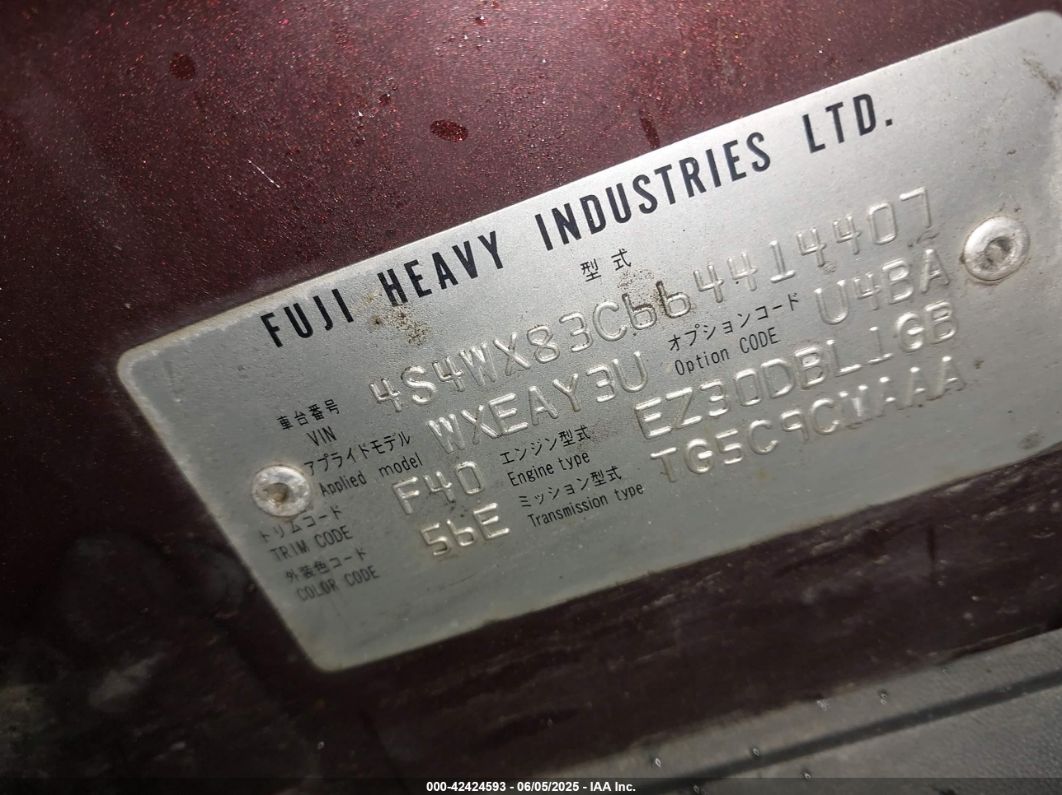 FUJI HEAVY INDUSTRIES LTD.
型式
車台番号
VIN
4S4WX83C664414407
アプライドモデル
Applied model
WXEAY3U
オプションコード
Option CODE
U4BA
トリムコード
TRIM CODE
F40
エンジン型式
Engine type
EZ30DBL1GB
外装色コード
COLOR CODE
56E
ミッション型式
Transmission type
TG5C9CWAAA
000-42424593 - 06/05/2025 - IAA Inc.